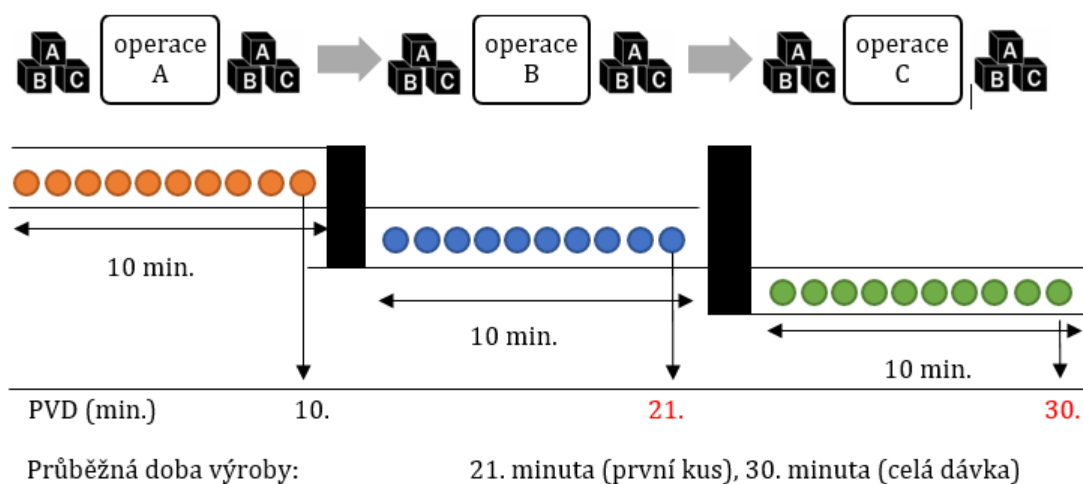 operace
A
operace
B
operace
C
A
B C
A
B C
A
B C
A
B C
A
B C
A
B C
10 min.
10 min.
10 min.
PVD (min.) 10. 21. 30.
Průběžná doba výroby: 21. minuta (první kus), 30. minuta (celá dávka)